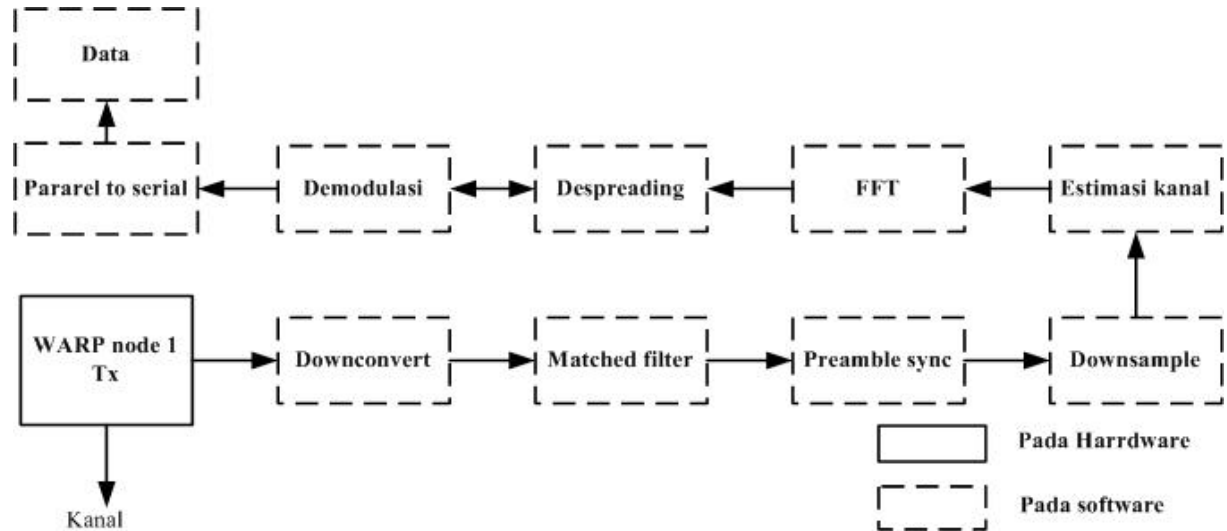 Data
Pararel to serial
Demodulasi
Despreading
FFT
Estimasi kanal
WARP node 1
Tx
Downconvert
Matched filter
Preamble sync
Downsample
Pada Harrdware
Pada software
Kanal